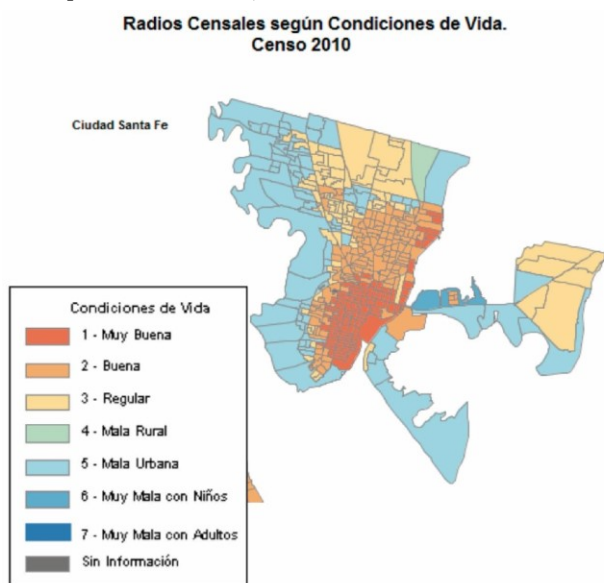 Radios Censales según Condiciones de Vida.
Censo 2010
Ciudad Santa Fe
Condiciones de Vida
1 - Muy Buena
2 - Buena
3 - Regular
4 - Mala Rural
5 - Mala Urbana
6 - Muy Mala con Niños
7 - Muy Mala con Adultos
Sin Información